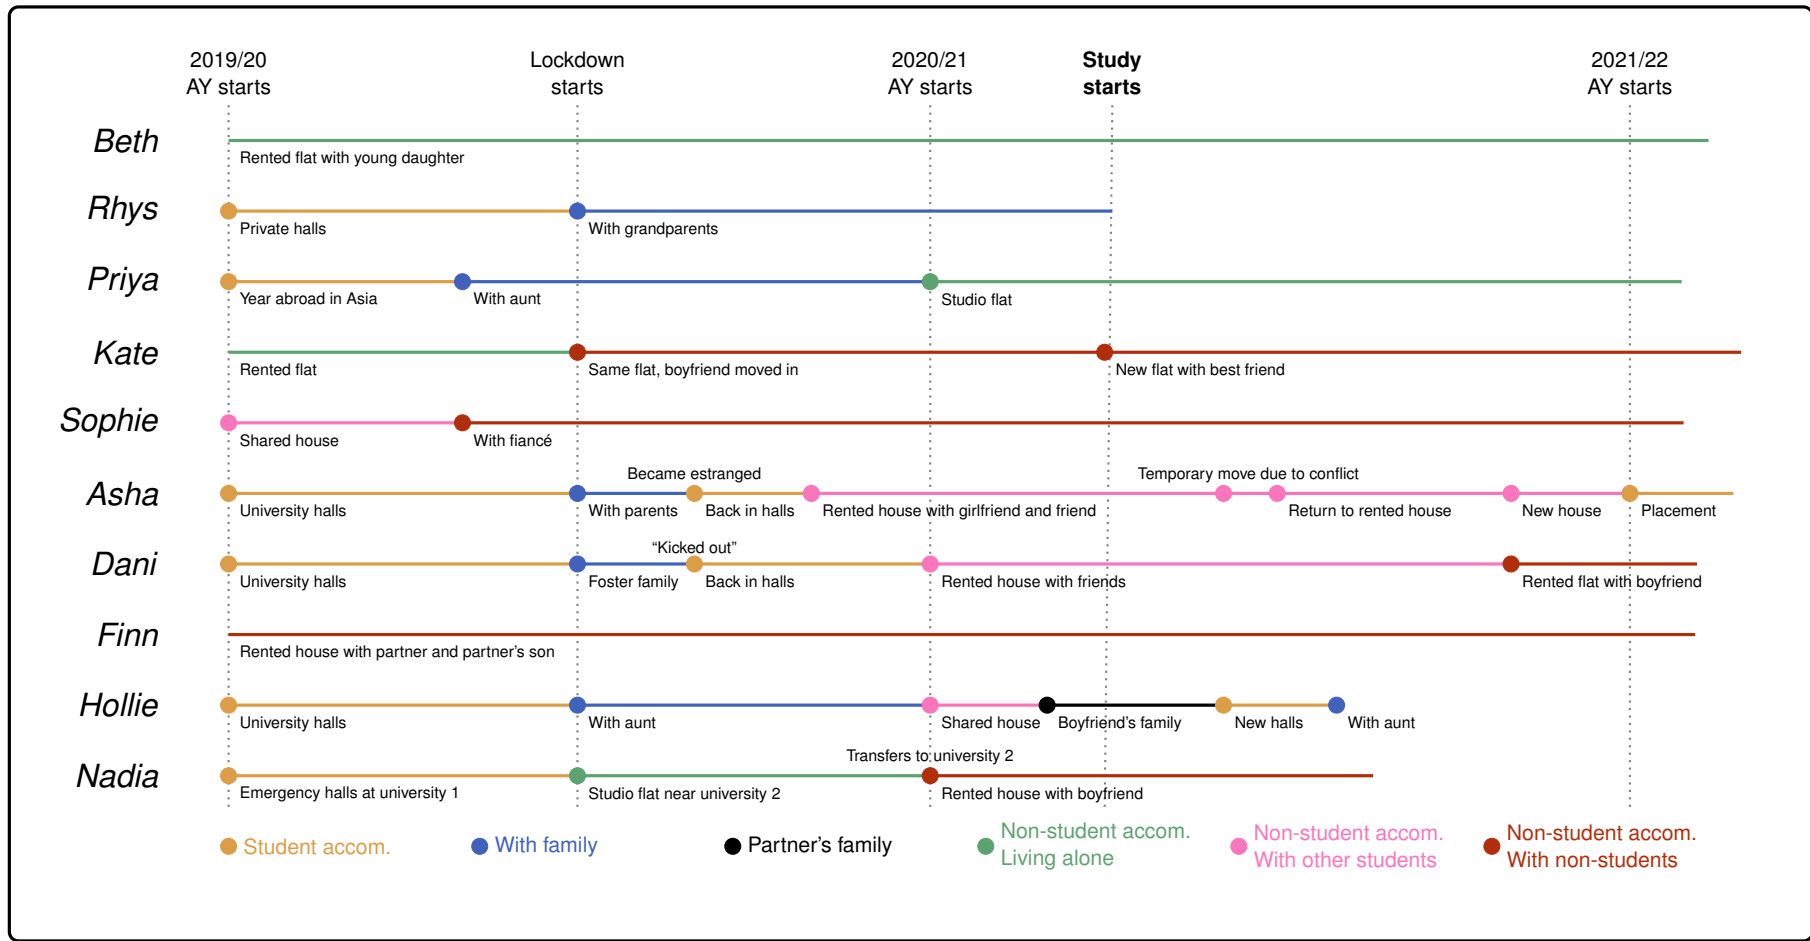 2019/20
AY starts
Lockdown
starts
2020/21
AY starts
Study
starts
2021/22
AY starts
Beth
Rented flat with young daughter
Rhys
Private halls
With grandparents
Priya
Year abroad in Asia
With aunt
Studio flat
Kate
Rented flat
Same flat, boyfriend moved in
New flat with best friend
Sophie
Shared house
With fiancé
Asha
Became estranged
Temporary move due to conflict
University halls
With parents
Back in halls
Rented house with girlfriend and friend
Return to rented house
New house
Placement
Dani
“Kicked out”
University halls
Foster family
Back in halls
Rented house with friends
Rented flat with boyfriend
Finn
Rented house with partner and partner’s son
Hollie
University halls
With aunt
Shared house
Boyfriend’s family
New halls
With aunt
Nadia
Transfers to university 2
Emergency halls at university 1
Studio flat near university 2
Rented house with boyfriend
Student accom.
With family
Partner’s family
Non-student accom.
Living alone
Non-student accom.
With other students
Non-student accom.
With non-students